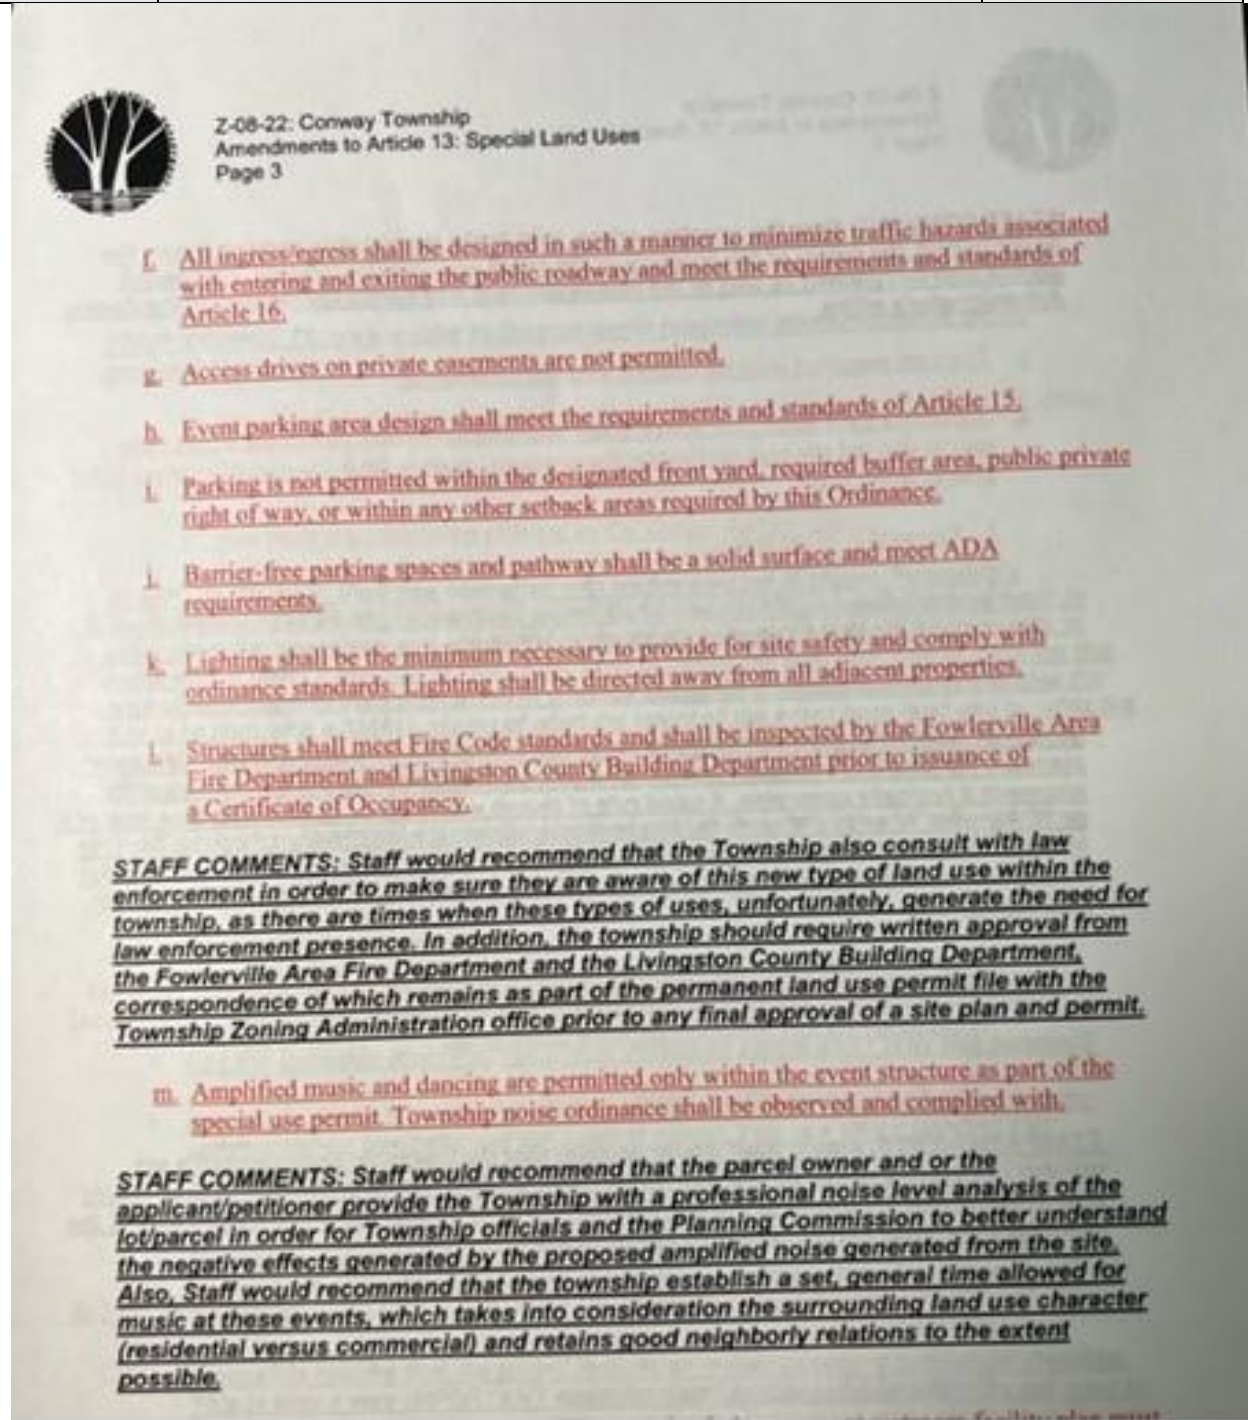 Z-08-22: Conway Township
Amendments to Article 13: Special Land Uses
Page 3
f. All ingress/egress shall be designed in such a manner to minimize traffic hazards associated
with entering and exiting the public roadway and meet the requirements and standards of
Article 16.
g. Access drives on private easements are not permitted.
h. Event parking area design shall meet the requirements and standards of Article 15.
i. Parking is not permitted within the designated front yard, required buffer area, public private
right of way, or within any other setback areas required by this Ordinance.
j. Barrier-free parking spaces and pathway shall be a solid surface and meet ADA
requirements.
k. Lighting shall be the minimum necessary to provide for site safety and comply with
ordinance standards. Lighting shall be directed away from all adjacent properties.
l. Structures shall meet Fire Code standards and shall be inspected by the Fowlerville Area
Fire Department and Livingston County Building Department prior to issuance of
a Certificate of Occupancy.
STAFF COMMENTS: Staff would recommend that the Township also consult with law
enforcement in order to make sure they are aware of this new type of land use within the
township, as there are times when these types of uses, unfortunately, generate the need for
law enforcement presence. In addition, the township should require written approval from
the Fowlerville Area Fire Department and the Livingston County Building Department,
correspondence of which remains as part of the permanent land use permit file with the
Township Zoning Administration office prior to any final approval of a site plan and permit.
m. Amplified music and dancing are permitted only within the event structure as part of the
special use permit. Township noise ordinance shall be observed and complied with.
STAFF COMMENTS: Staff would recommend that the parcel owner and or the
applicant/petitioner provide the Township with a professional noise level analysis of the
lot/parcel in order for Township officials and the Planning Commission to better understand
the negative effects generated by the proposed amplified noise generated from the site.
Also, Staff would recommend that the township establish a set, general time allowed for
music at these events, which takes into consideration the surrounding land use character
(residential versus commercial) and retains good neighborly relations to the extent
possible.